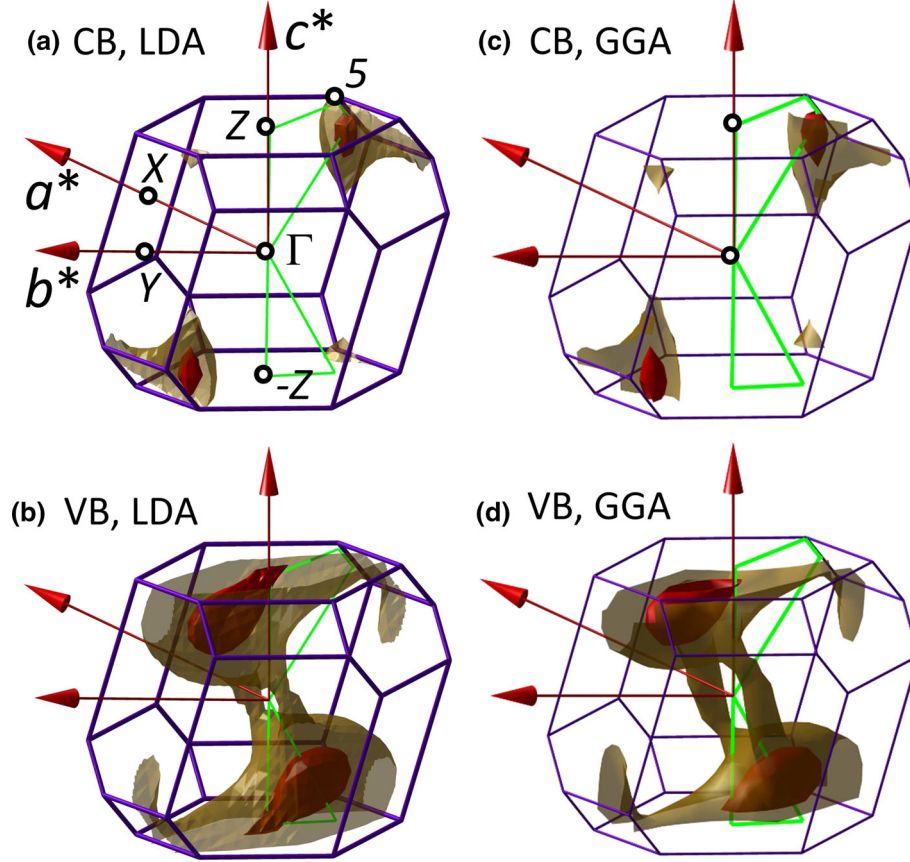 (a) CB, LDA
c*
5
Z
X
a*
Γ
b*
Y
-Z
(c) CB, GGA
(b) VB, LDA
(d) VB, GGA